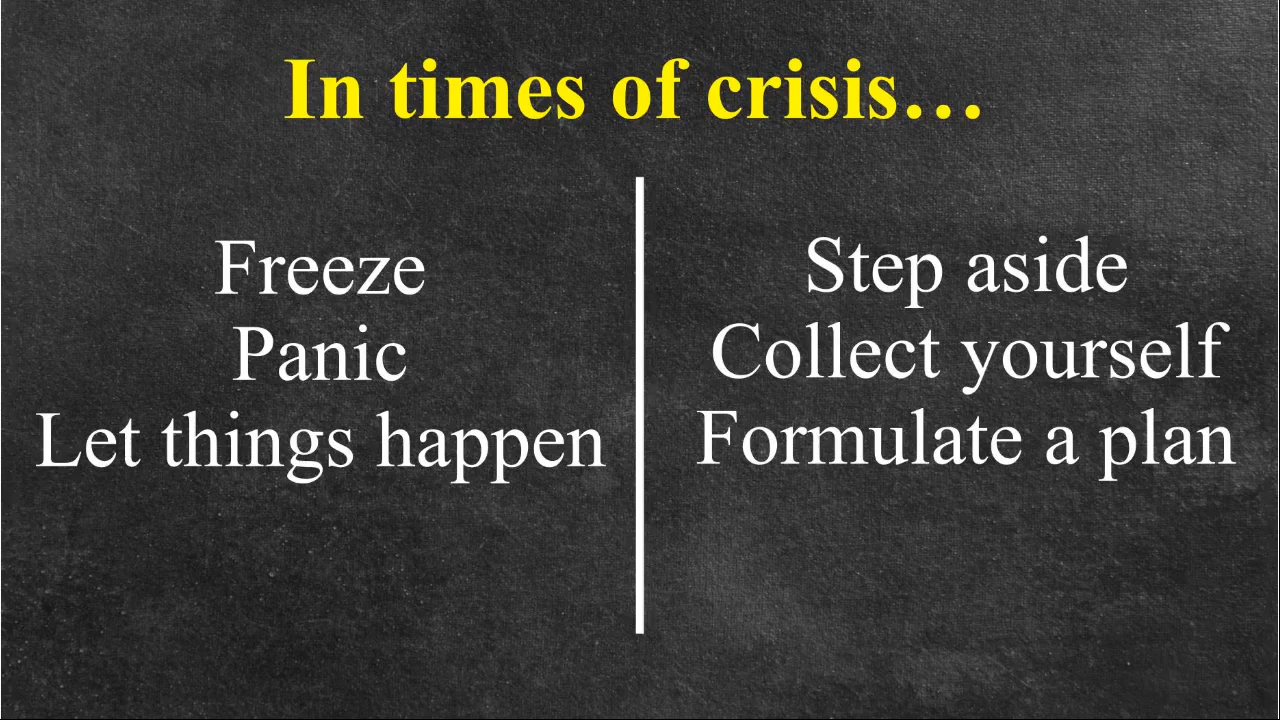 In times of crisis…
Freeze
Panic
Let things happen
Step aside
Collect yourself
Formulate a plan